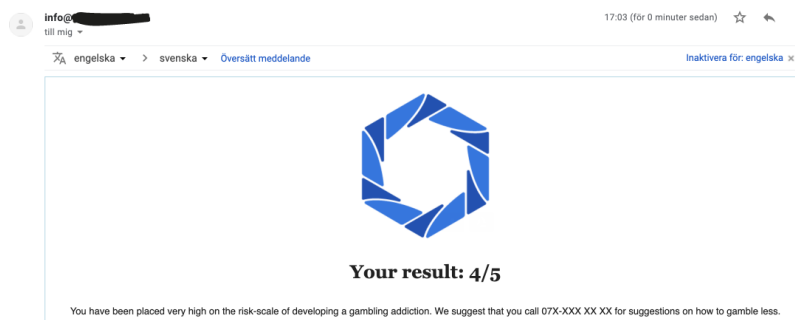 info@
17:03 (för 0 minuter sedan)
till mig
engelska > svenska Översätt meddelande Inaktivera för: engelska x
Your result: 4/5
You have been placed very high on the risk-scale of developing a gambling addiction. We suggest that you call 07X-XXX XX XX for suggestions on how to gamble less.